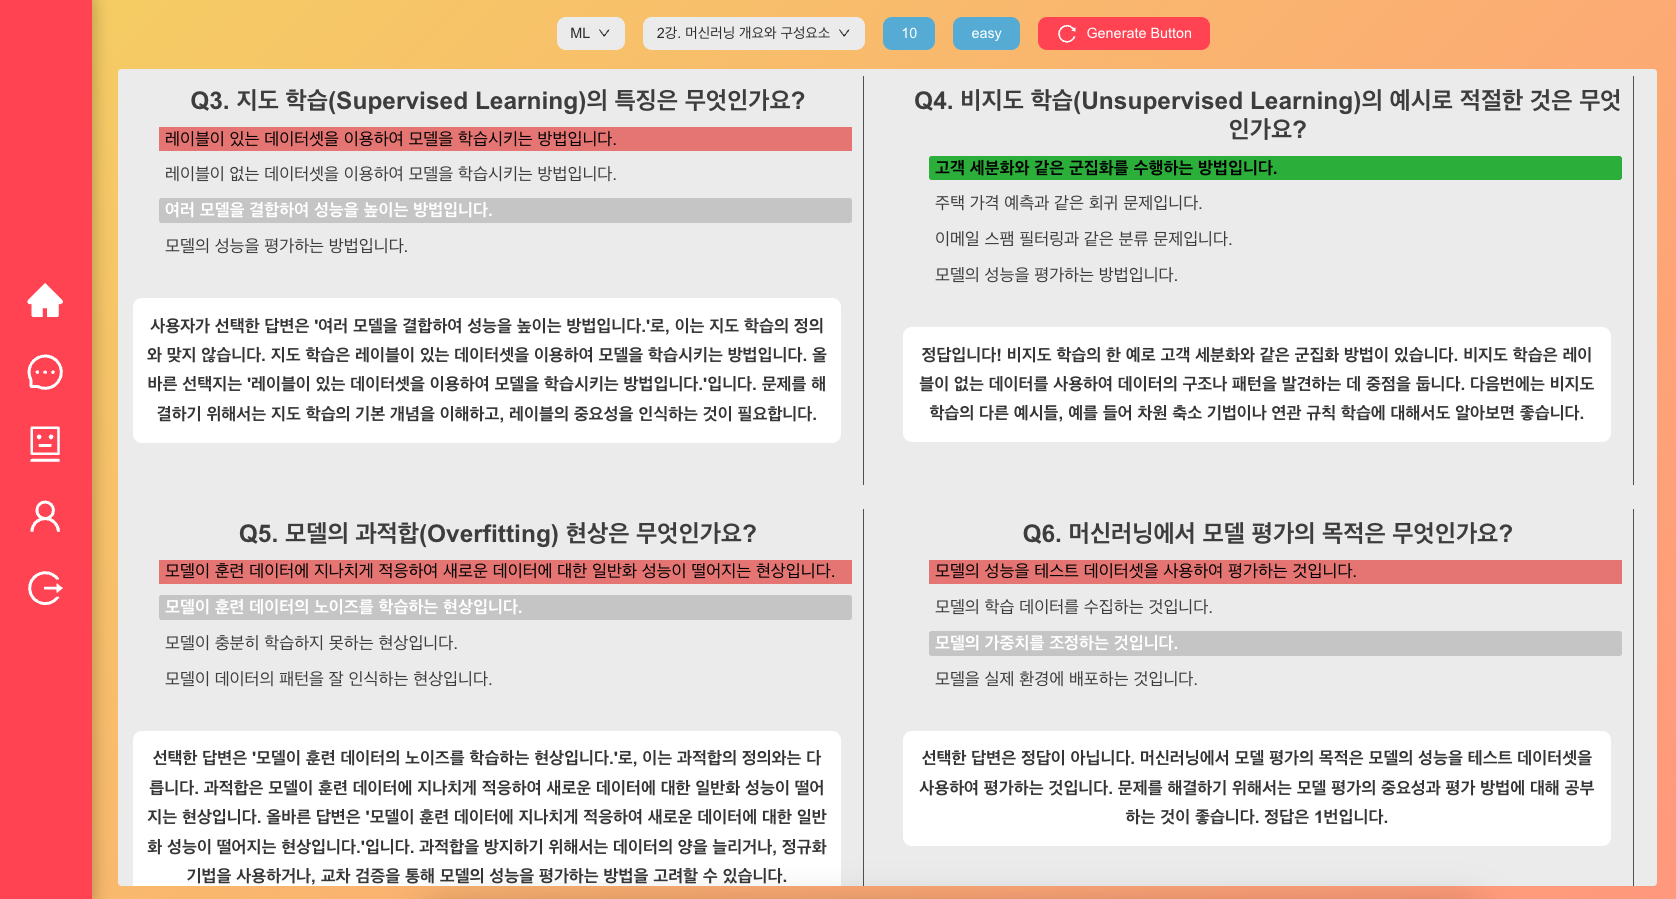 ML
2강. 머신러닝 개요와 구성요소
10
easy
Generate Button
Q3. 지도 학습(Supervised Learning)의 특징은 무엇인가요?
레이블이 있는 데이터셋을 이용하여 모델을 학습시키는 방법입니다.
레이블이 없는 데이터셋을 이용하여 모델을 학습시키는 방법입니다.
여러 모델을 결합하여 성능을 높이는 방법입니다.
모델의 성능을 평가하는 방법입니다.
사용자가 선택한 답변은 '여러 모델을 결합하여 성능을 높이는 방법입니다.'로, 이는 지도 학습의 정의
와 맞지 않습니다. 지도 학습은 레이블이 있는 데이터셋을 이용하여 모델을 학습시키는 방법입니다. 올
바른 선택지는 '레이블이 있는 데이터셋을 이용하여 모델을 학습시키는 방법입니다.'입니다. 문제를 해
결하기 위해서는 지도 학습의 기본 개념을 이해하고, 레이블의 중요성을 인식하는 것이 필요합니다.
Q4. 비지도 학습(Unsupervised Learning)의 예시로 적절한 것은 무엇
인가요?
고객 세분화와 같은 군집화를 수행하는 방법입니다.
주택 가격 예측과 같은 회귀 문제입니다.
이메일 스팸 필터링과 같은 분류 문제입니다.
모델의 성능을 평가하는 방법입니다.
정답입니다! 비지도 학습의 한 예로 고객 세분화와 같은 군집화 방법이 있습니다. 비지도 학습은 레이
블이 없는 데이터를 사용하여 데이터의 구조나 패턴을 발견하는 데 중점을 둡니다. 다음번에는 비지도
학습의 다른 예시들, 예를 들어 차원 축소 기법이나 연관 규칙 학습에 대해서도 알아보면 좋습니다.
Q5. 모델의 과적합(Overfitting) 현상은 무엇인가요?
모델이 훈련 데이터에 지나치게 적응하여 새로운 데이터에 대한 일반화 성능이 떨어지는 현상입니다.
모델이 훈련 데이터의 노이즈를 학습하는 현상입니다.
모델이 충분히 학습하지 못하는 현상입니다.
모델이 데이터의 패턴을 잘 인식하는 현상입니다.
선택한 답변은 '모델이 훈련 데이터의 노이즈를 학습하는 현상입니다.'로, 이는 과적합의 정의와는 다
릅니다. 과적합은 모델이 훈련 데이터에 지나치게 적응하여 새로운 데이터에 대한 일반화 성능이 떨어
지는 현상입니다. 올바른 답변은 '모델이 훈련 데이터에 지나치게 적응하여 새로운 데이터에 대한 일반
화 성능이 떨어지는 현상입니다.'입니다. 과적합을 방지하기 위해서는 데이터의 양을 늘리거나, 정규화
기법을 사용하거나, 교차 검증을 통해 모델의 성능을 평가하는 방법을 고려할 수 있습니다.
Q6. 머신러닝에서 모델 평가의 목적은 무엇인가요?
모델의 성능을 테스트 데이터셋을 사용하여 평가하는 것입니다.
모델의 학습 데이터를 수집하는 것입니다.
모델의 가중치를 조정하는 것입니다.
모델을 실제 환경에 배포하는 것입니다.
선택한 답변은 정답이 아닙니다. 머신러닝에서 모델 평가의 목적은 모델의 성능을 테스트 데이터셋을
사용하여 평가하는 것입니다. 문제를 해결하기 위해서는 모델 평가의 중요성과 평가 방법에 대해 공부
하는 것이 좋습니다. 정답은 1번입니다.